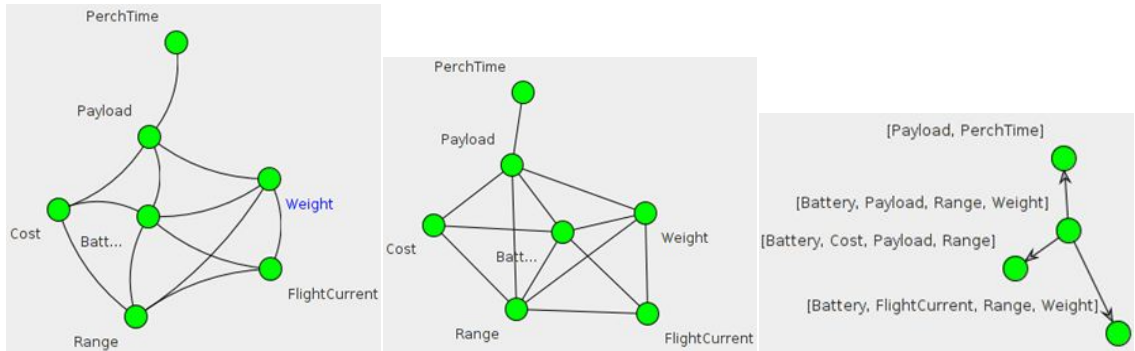 PerchTime
Payload
Weight
Cost
Batt...
FlightCurrent
Range
PerchTime
Payload
Weight
Cost
Batt...
Range
FlightCurrent
[Payload, PerchTime]
[Battery, Payload, Range, Weight]
[Battery, Cost, Payload, Range]
[Battery, FlightCurrent, Range, Weight]